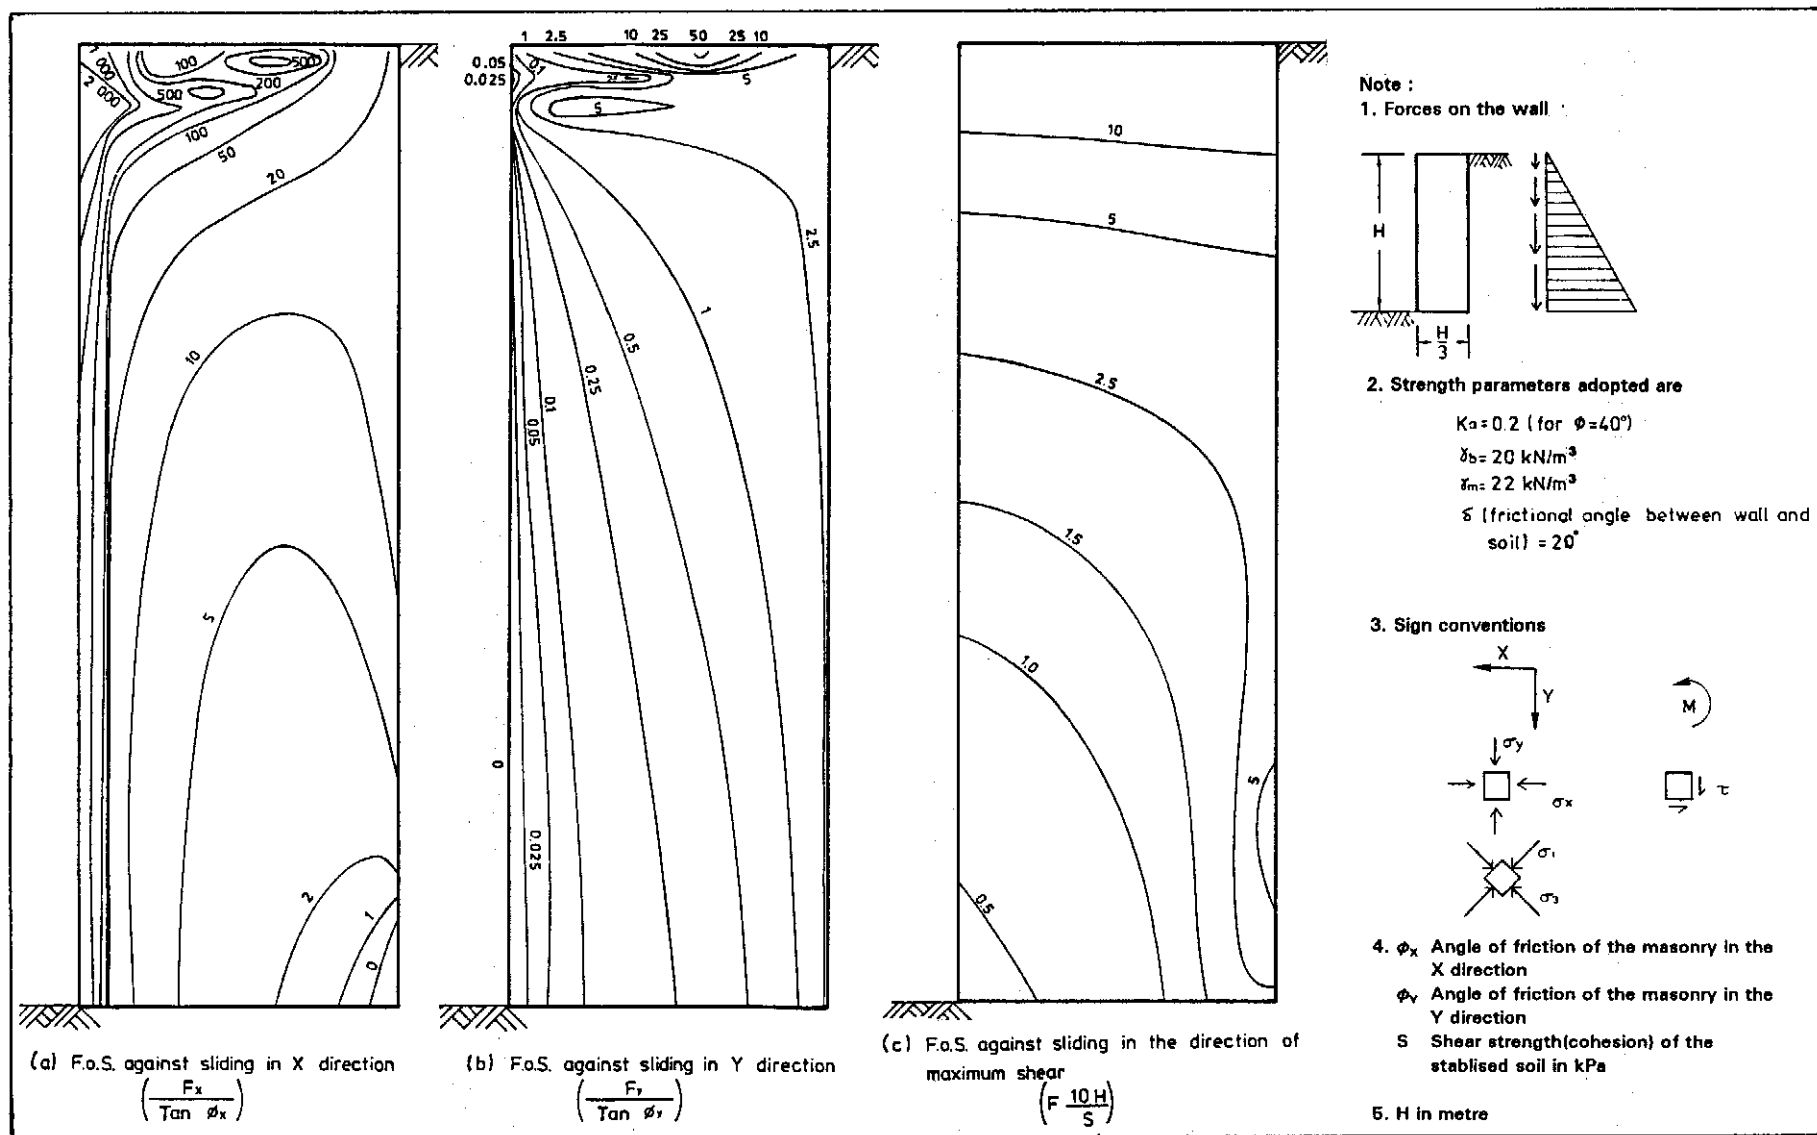 1 000
2 000
100
500
500
200
100
50
20
10
5
2
1
0
(a) F.o.S. against sliding in X direction
(Fx / Tan øx)
1 2.5 10 25 50 25 10
0.05
0.025
0.1
5
5
2.5
1
0.5
0.25
0.1
0.05
0
0.025
(b) F.o.S. against sliding in Y direction
(Fy / Tan øy)
10
5
2.5
1.5
1.0
5
0.5
(c) F.o.S. against sliding in the direction of
maximum shear
(F 10 H / S)
Note :
1. Forces on the wall :
H
H/3
2. Strength parameters adopted are
Ka = 0.2 (for φ=40°)
γb= 20 kN/m³
γm= 22 kN/m³
δ (frictional angle between wall and
soil) = 20°
3. Sign conventions
X
Y
M
σy
σx
τ
σ1
σ3
4. φx Angle of friction of the masonry in the
X direction
φY Angle of friction of the masonry in the
Y direction
S Shear strength(cohesion) of the
stablised soil in kPa
5. H in metre